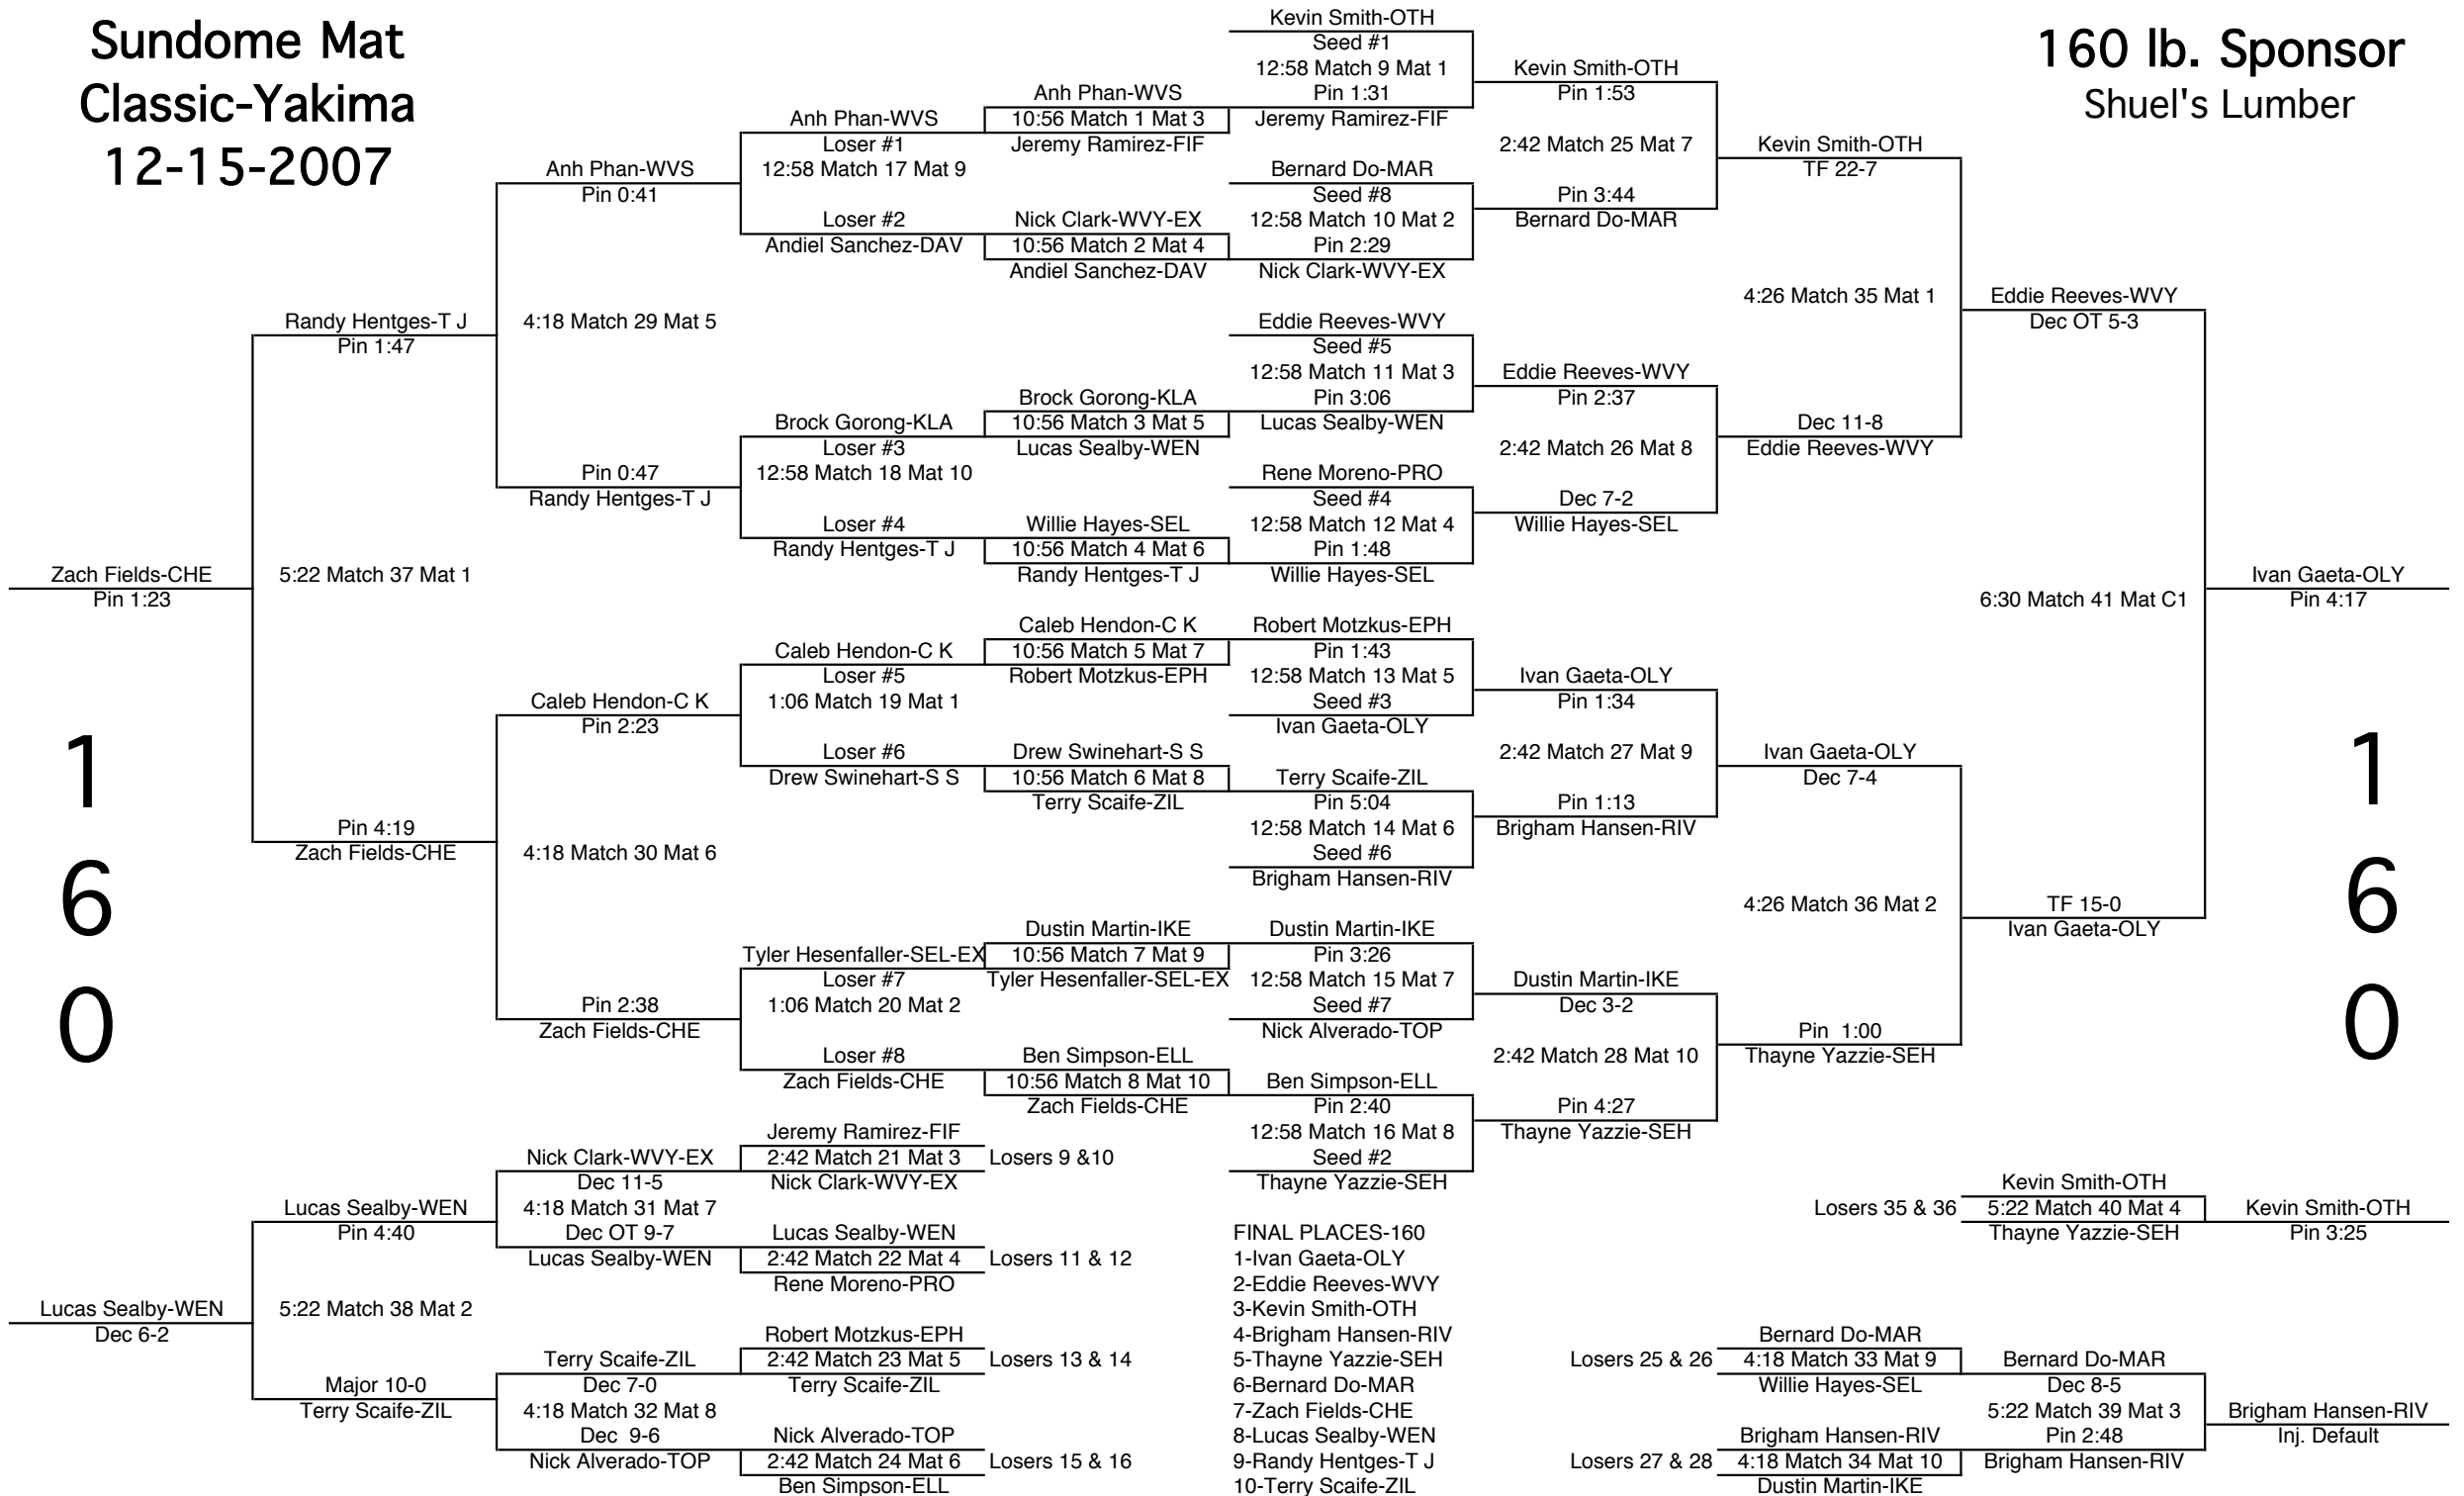 Sundome Mat
Classic-Yakima
12-15-2007
160 lb. Sponsor
Shuel's Lumber
Zach Fields-CHE
Pin 1:23
1
6
0
Lucas Sealby-WEN
Dec 6-2
Randy Hentges-T J
Pin 1:47
5:22 Match 37 Mat 1
Pin 4:19
Zach Fields-CHE
Lucas Sealby-WEN
Pin 4:40
5:22 Match 38 Mat 2
Major 10-0
Terry Scaife-ZIL
Anh Phan-WVS
Pin 0:41
4:18 Match 29 Mat 5
Pin 0:47
Randy Hentges-T J
Caleb Hendon-C K
Pin 2:23
4:18 Match 30 Mat 6
Pin 2:38
Zach Fields-CHE
Nick Clark-WVY-EX
Dec 11-5
4:18 Match 31 Mat 7
Dec OT 9-7
Lucas Sealby-WEN
Terry Scaife-ZIL
Dec 7-0
4:18 Match 32 Mat 8
Dec 9-6
Nick Alverado-TOP
Anh Phan-WVS
Loser #1
12:58 Match 17 Mat 9
Loser #2
Andiel Sanchez-DAV
Brock Gorong-KLA
Loser #3
12:58 Match 18 Mat 10
Loser #4
Randy Hentges-T J
Caleb Hendon-C K
Loser #5
1:06 Match 19 Mat 1
Loser #6
Drew Swinehart-S S
Tyler Hesenfaller-SEL-EX
Loser #7
1:06 Match 20 Mat 2
Loser #8
Zach Fields-CHE
Jeremy Ramirez-FIF
2:42 Match 21 Mat 3
Losers 9 &10
Nick Clark-WVY-EX
Lucas Sealby-WEN
2:42 Match 22 Mat 4
Losers 11 & 12
Rene Moreno-PRO
Robert Motzkus-EPH
2:42 Match 23 Mat 5
Losers 13 & 14
Terry Scaife-ZIL
Nick Alverado-TOP
2:42 Match 24 Mat 6
Losers 15 & 16
Ben Simpson-ELL
Anh Phan-WVS
10:56 Match 1 Mat 3
Jeremy Ramirez-FIF
Nick Clark-WVY-EX
10:56 Match 2 Mat 4
Andiel Sanchez-DAV
Brock Gorong-KLA
10:56 Match 3 Mat 5
Lucas Sealby-WEN
Willie Hayes-SEL
10:56 Match 4 Mat 6
Randy Hentges-T J
Caleb Hendon-C K
10:56 Match 5 Mat 7
Robert Motzkus-EPH
Drew Swinehart-S S
10:56 Match 6 Mat 8
Terry Scaife-ZIL
Dustin Martin-IKE
10:56 Match 7 Mat 9
Tyler Hesenfaller-SEL-EX
Ben Simpson-ELL
10:56 Match 8 Mat 10
Zach Fields-CHE
Kevin Smith-OTH
Seed #1
12:58 Match 9 Mat 1
Pin 1:31
Jeremy Ramirez-FIF
Bernard Do-MAR
Seed #8
12:58 Match 10 Mat 2
Pin 2:29
Nick Clark-WVY-EX
Eddie Reeves-WVY
Seed #5
12:58 Match 11 Mat 3
Pin 3:06
Lucas Sealby-WEN
Rene Moreno-PRO
Seed #4
12:58 Match 12 Mat 4
Pin 1:48
Willie Hayes-SEL
Robert Motzkus-EPH
Pin 1:43
12:58 Match 13 Mat 5
Seed #3
Ivan Gaeta-OLY
Terry Scaife-ZIL
Pin 5:04
12:58 Match 14 Mat 6
Seed #6
Brigham Hansen-RIV
Dustin Martin-IKE
Pin 3:26
12:58 Match 15 Mat 7
Seed #7
Nick Alverado-TOP
Ben Simpson-ELL
Pin 2:40
12:58 Match 16 Mat 8
Seed #2
Thayne Yazzie-SEH
FINAL PLACES-160
1-Ivan Gaeta-OLY
2-Eddie Reeves-WVY
3-Kevin Smith-OTH
4-Brigham Hansen-RIV
5-Thayne Yazzie-SEH
6-Bernard Do-MAR
7-Zach Fields-CHE
8-Lucas Sealby-WEN
9-Randy Hentges-T J
10-Terry Scaife-ZIL
Kevin Smith-OTH
Pin 1:53
2:42 Match 25 Mat 7
Pin 3:44
Bernard Do-MAR
Eddie Reeves-WVY
Pin 2:37
2:42 Match 26 Mat 8
Dec 7-2
Willie Hayes-SEL
Ivan Gaeta-OLY
Pin 1:34
2:42 Match 27 Mat 9
Pin 1:13
Brigham Hansen-RIV
Dustin Martin-IKE
Dec 3-2
2:42 Match 28 Mat 10
Pin 4:27
Thayne Yazzie-SEH
Kevin Smith-OTH
TF 22-7
4:26 Match 35 Mat 1
Dec 11-8
Eddie Reeves-WVY
Ivan Gaeta-OLY
Dec 7-4
4:26 Match 36 Mat 2
Pin 1:00
Thayne Yazzie-SEH
Eddie Reeves-WVY
Dec OT 5-3
6:30 Match 41 Mat C1
TF 15-0
Ivan Gaeta-OLY
Ivan Gaeta-OLY
Pin 4:17
1
6
0
Kevin Smith-OTH
Losers 35 & 36
5:22 Match 40 Mat 4
Thayne Yazzie-SEH
Kevin Smith-OTH
Pin 3:25
Bernard Do-MAR
Losers 25 & 26
4:18 Match 33 Mat 9
Willie Hayes-SEL
Brigham Hansen-RIV
Losers 27 & 28
4:18 Match 34 Mat 10
Dustin Martin-IKE
Bernard Do-MAR
Dec 8-5
5:22 Match 39 Mat 3
Pin 2:48
Brigham Hansen-RIV
Brigham Hansen-RIV
Inj. Default